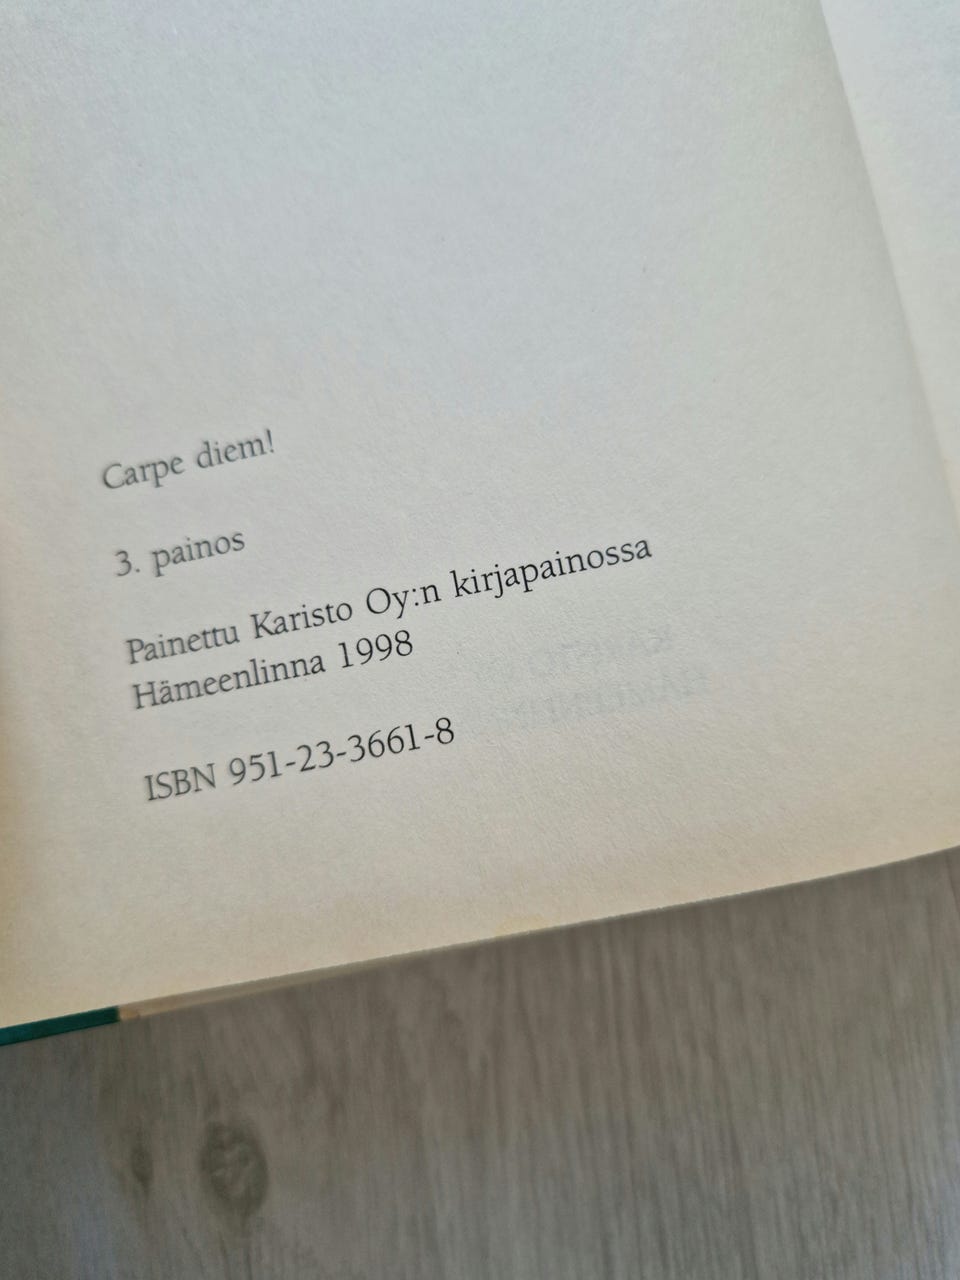 Carpe diem!
3. painos
Painettu Karisto Oy:n kirjapainossa
Hämeenlinna 1998
ISBN 951-23-3661-8